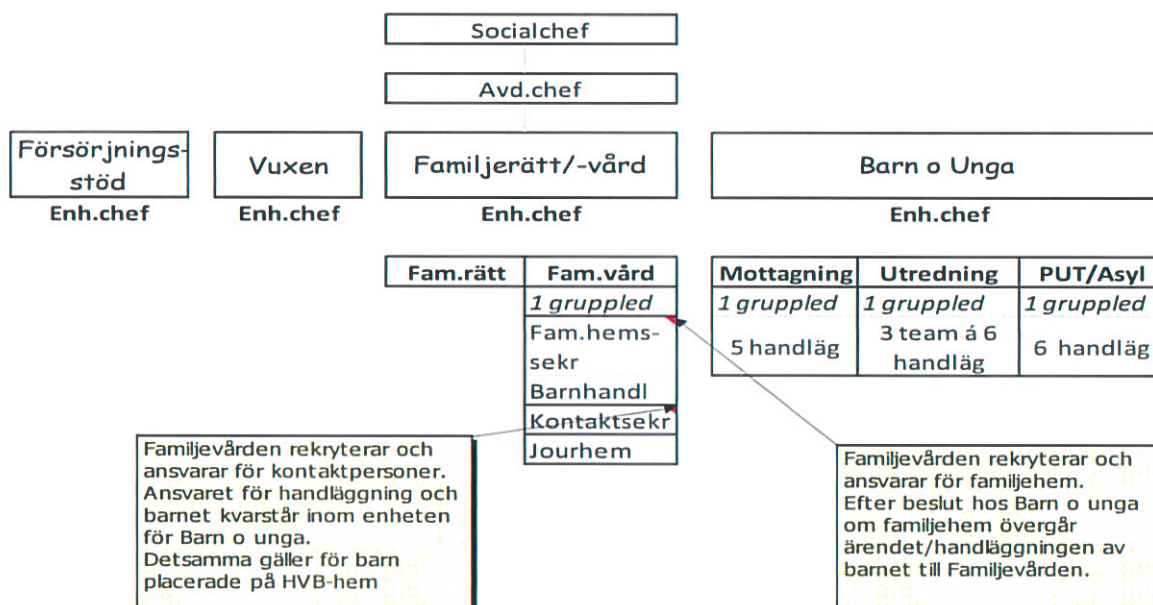 Socialchef
Avd.chef
Försörjnings-
stöd
Enh.chef
Vuxen
Enh.chef
Familjerätt/-vård
Enh.chef
Barn o Unga
Enh.chef
Fam.rätt
Fam.vård
1 gruppled
Fam.hems-
sekr
Barnhandl
Kontaktsekr
Jourhem
Mottagning
Utredning
PUT/Asyl
1 gruppled
1 gruppled
1 gruppled
5 handläg
3 team á 6
handläg
6 handläg
Familjevården rekryterar och
ansvarar för kontaktpersoner.
Ansvaret för handläggning och
barnet kvarstår inom enheten
för Barn o unga.
Detsamma gäller för barn
placerade på HVB-hem
Familjevården rekryterar och
ansvarar för familjehem.
Efter beslut hos Barn o unga
om familjehem övergår
ärendet/handläggningen av
barnet till Familjevården.